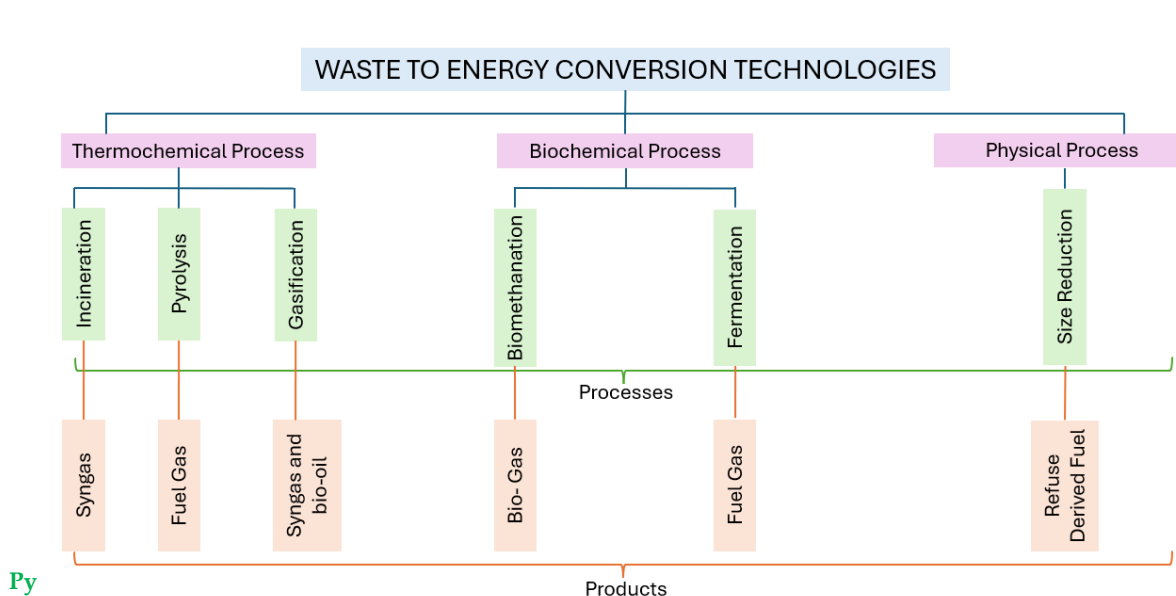 WASTE TO ENERGY CONVERSION TECHNOLOGIES
Thermochemical Process
Biochemical Process
Physical Process
Incineration
Pyrolysis
Gasification
Biomethanation
Fermentation
Size Reduction
Processes
Syngas
Fuel Gas
Syngas and
bio-oil
Bio- Gas
Fuel Gas
Refuse
Derived Fuel
Products
Py